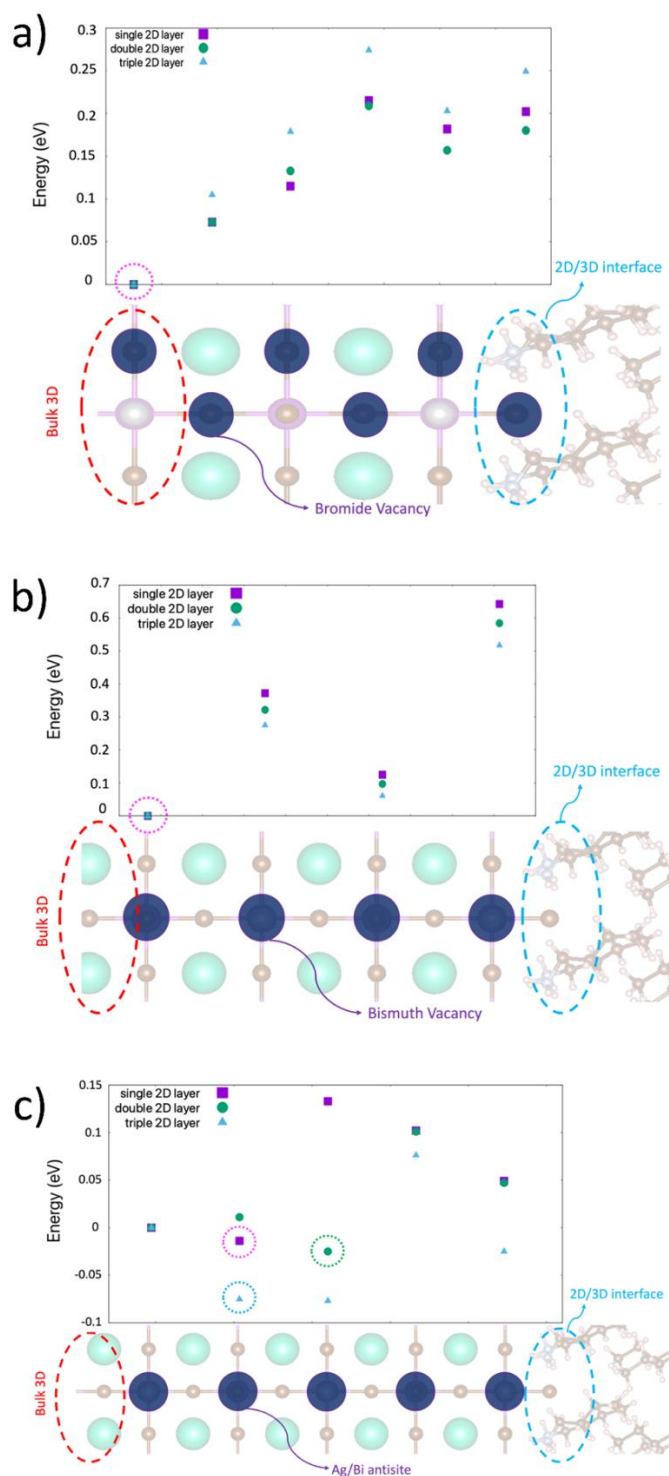 a)
0.3
single 2D layer
double 2D layer
triple 2D layer
0.25
0.2
0.15
0.1
0.05
0
Energy (eV)
2D/3D interface
Bulk 3D
Bromide Vacancy
b)
0.7
single 2D layer
double 2D layer
triple 2D layer
0.6
0.5
0.4
0.3
0.2
0.1
0
Energy (eV)
2D/3D interface
Bulk 3D
Bismuth Vacancy
c)
0.15
single 2D layer
double 2D layer
triple 2D layer
0.1
0.05
0
-0.05
-0.1
Energy (eV)
2D/3D interface
Bulk 3D
Ag/Bi antisite